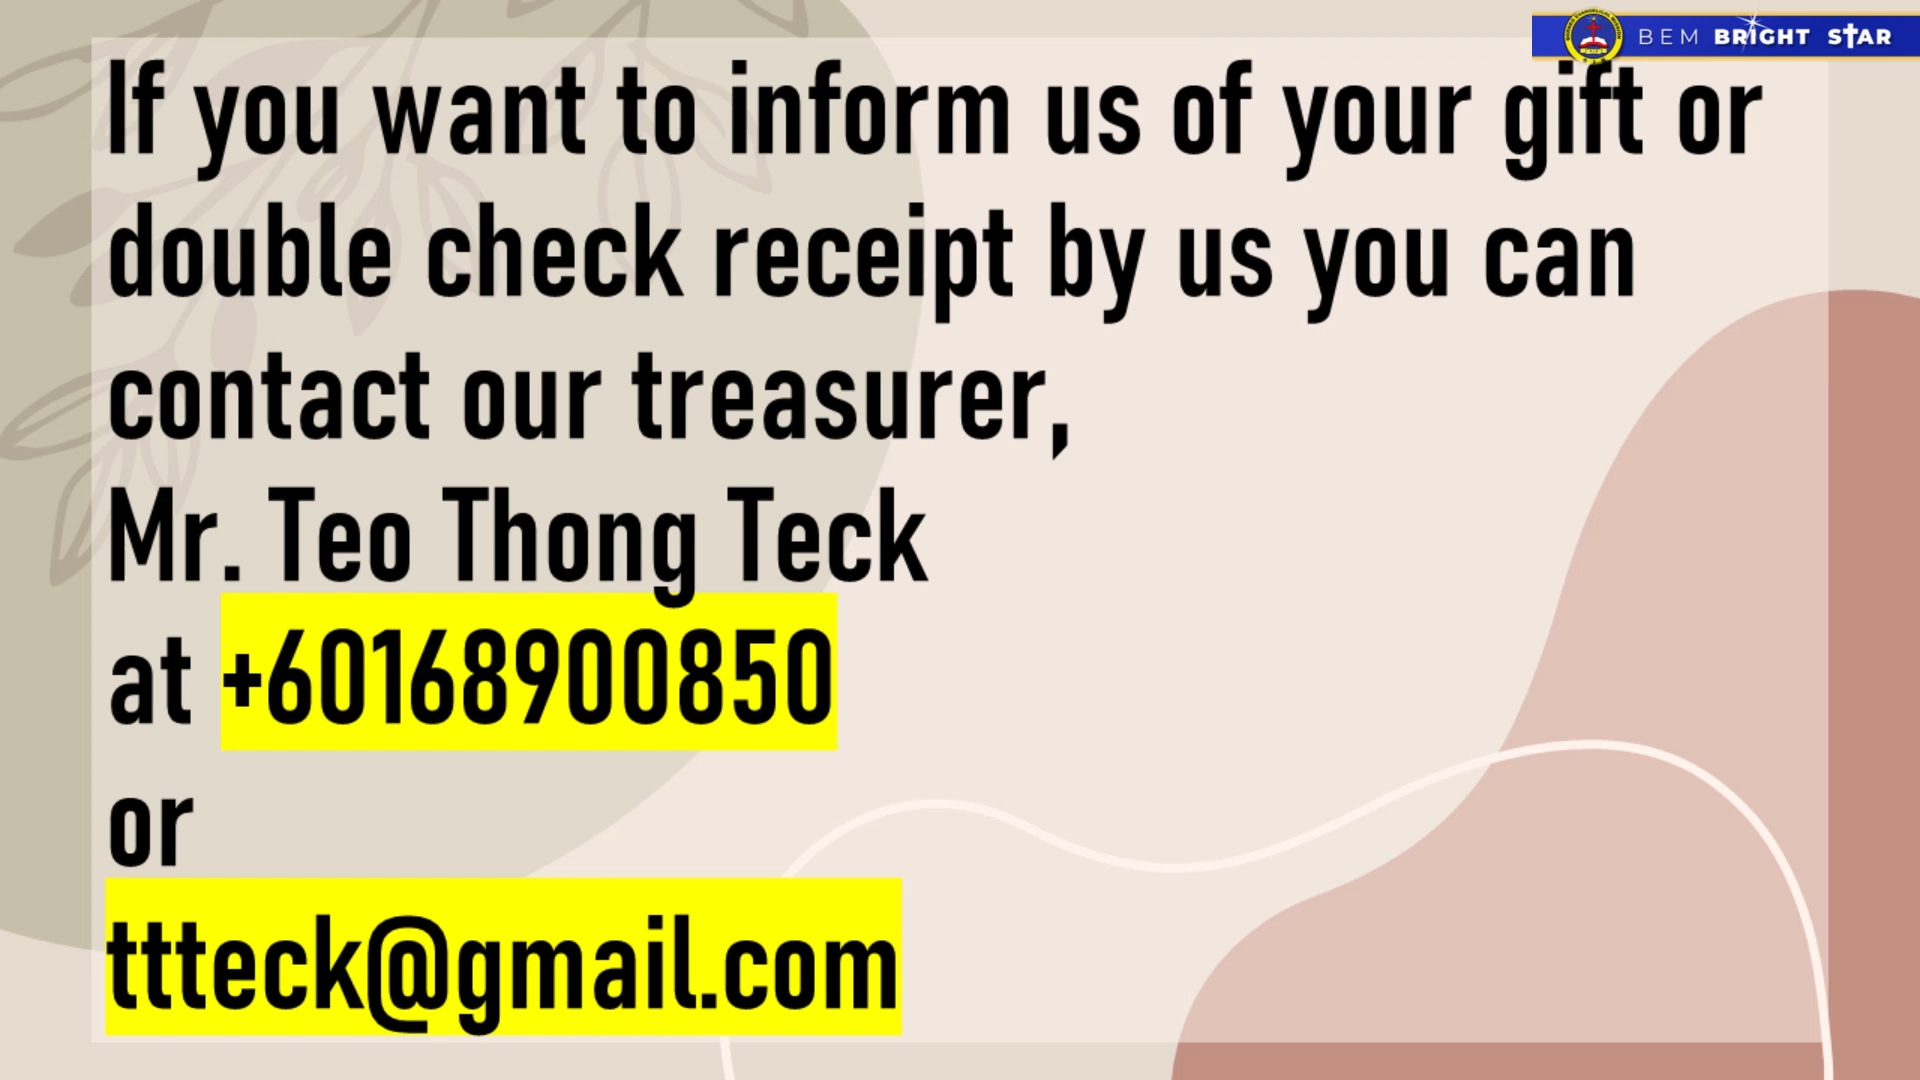 BEM BRIGHT STAR
If you want to inform us of your gift or
double check receipt by us you can
contact our treasurer,
Mr. Teo Thong Teck
at +60168900850
or
ttteck@gmail.com